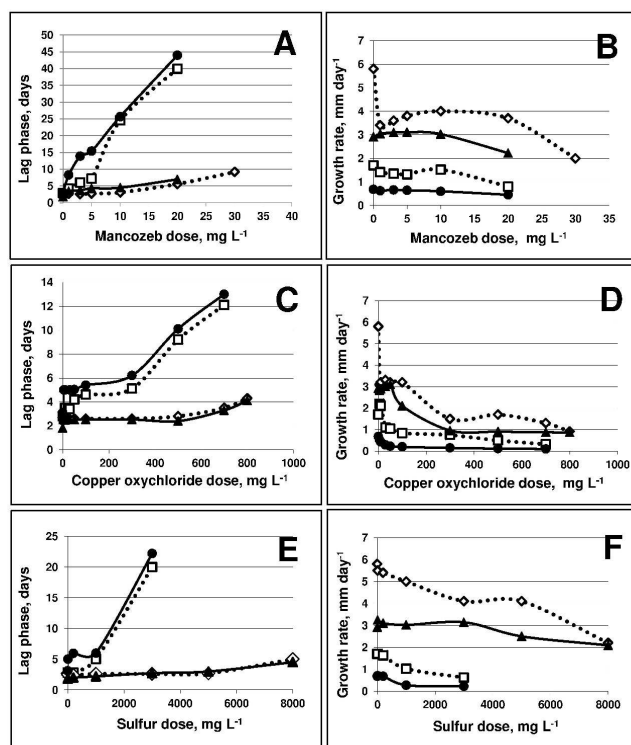 A
Lag phase, days
50
45
40
35
30
25
20
15
10
5
0
0 10 20 30 40
Mancozeb dose, mg L-1
B
Growth rate, mm day-1
7
6
5
4
3
2
1
0
0 5 10 15 20 25 30 35
Mancozeb dose, mg L-1
C
Lag phase, days
14
12
10
8
6
4
2
0
0 200 400 600 800 1000
Copper oxychloride dose, mg L-1
D
Growth rate, mm day-1
7
6
5
4
3
2
1
0
0 200 400 600 800 1000
Copper oxychloride dose, mg L-1
E
Lag phase, days
25
20
15
10
5
0
0 2000 4000 6000 8000
Sulfur dose, mg L-1
F
Growth rate, mm day-1
7
6
5
4
3
2
1
0
0 2000 4000 6000 8000
Sulfur dose, mg L-1